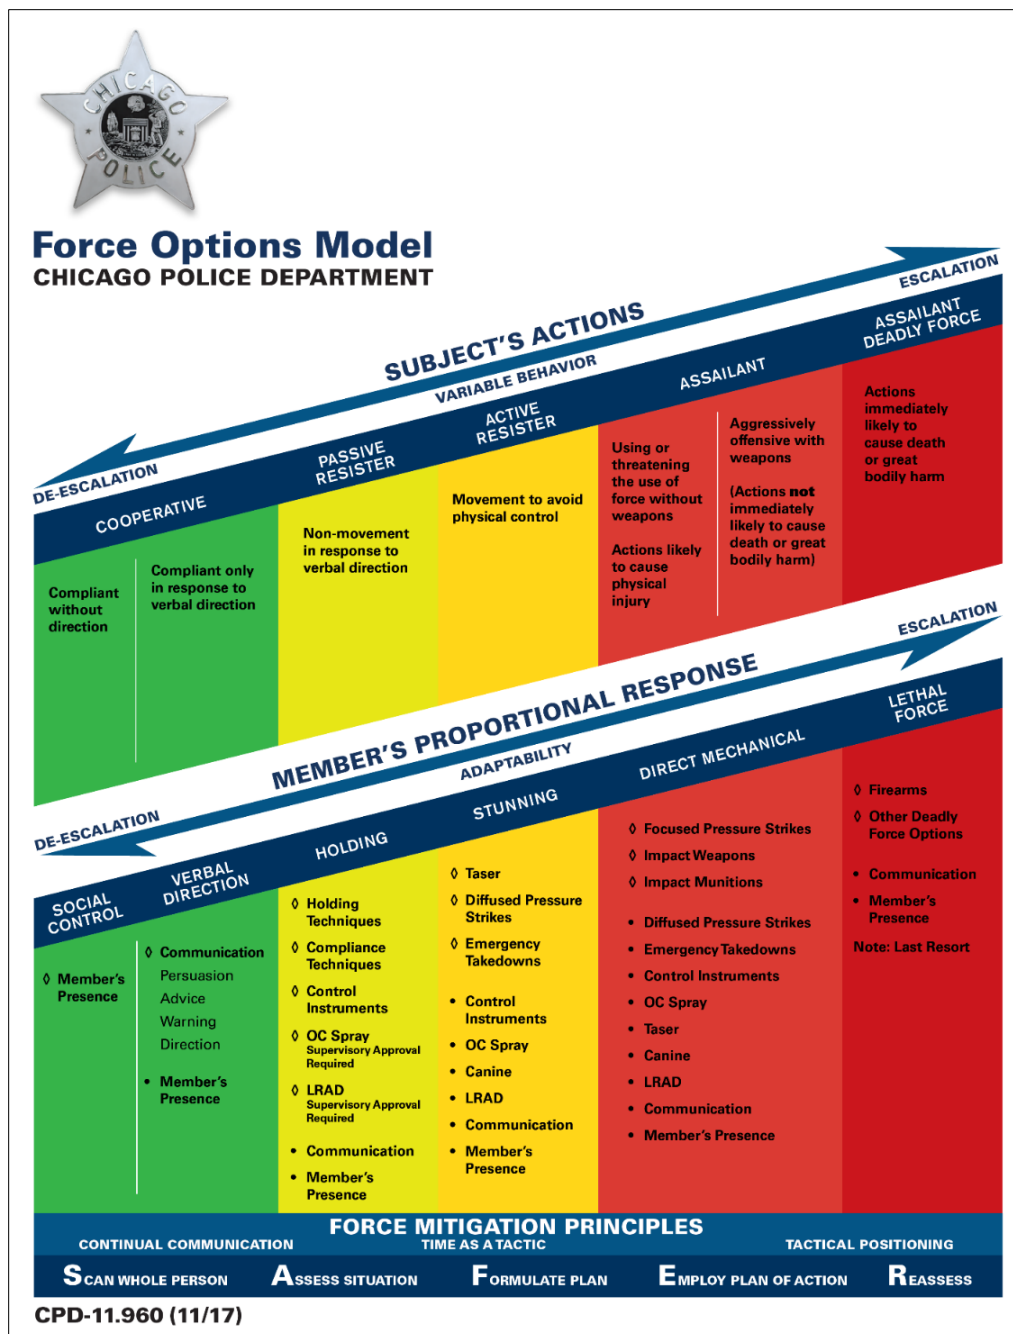 CHICAGO
POLICE
Force Options Model
CHICAGO POLICE DEPARTMENT
SUBJECT'S ACTIONS
VARIABLE BEHAVIOR
DE-ESCALATION
ESCALATION
COOPERATIVE
Compliant
without
direction
Compliant only
in response to
verbal direction
PASSIVE
RESISTER
Non-movement
in response to
verbal direction
ACTIVE
RESISTER
Movement to avoid
physical control
ASSAILANT
Using or
threatening
the use of
force without
weapons
Actions likely
to cause
physical
injury
Aggressively
offensive with
weapons
(Actions not
immediately
likely to cause
death or great
bodily harm)
ASSAILANT
DEADLY FORCE
Actions
immediately
likely to
cause death
or great
bodily harm
MEMBER'S PROPORTIONAL RESPONSE
ADAPTABILITY
DE-ESCALATION
ESCALATION
SOCIAL
CONTROL
◊ Member's
Presence
VERBAL
DIRECTION
◊ Communication
Persuasion
Advice
Warning
Direction
• Member's
Presence
HOLDING
◊ Holding
Techniques
◊ Compliance
Techniques
◊ Control
Instruments
◊ OC Spray
Supervisory Approval
Required
◊ LRAD
Supervisory Approval
Required
• Communication
• Member's
Presence
STUNNING
◊ Taser
◊ Diffused Pressure
Strikes
◊ Emergency
Takedowns
• Control
Instruments
• OC Spray
• Canine
• LRAD
• Communication
• Member's
Presence
DIRECT MECHANICAL
◊ Focused Pressure Strikes
◊ Impact Weapons
◊ Impact Munitions
• Diffused Pressure Strikes
• Emergency Takedowns
• Control Instruments
• OC Spray
• Taser
• Canine
• LRAD
• Communication
• Member's Presence
LETHAL
FORCE
◊ Firearms
◊ Other Deadly
Force Options
• Communication
• Member's
Presence
Note: Last Resort
FORCE MITIGATION PRINCIPLES
CONTINUAL COMMUNICATION TIME AS A TACTIC TACTICAL POSITIONING
SCAN WHOLE PERSON ASSESS SITUATION FORMULATE PLAN EMPLOY PLAN OF ACTION REASSESS
CPD-11.960 (11/17)